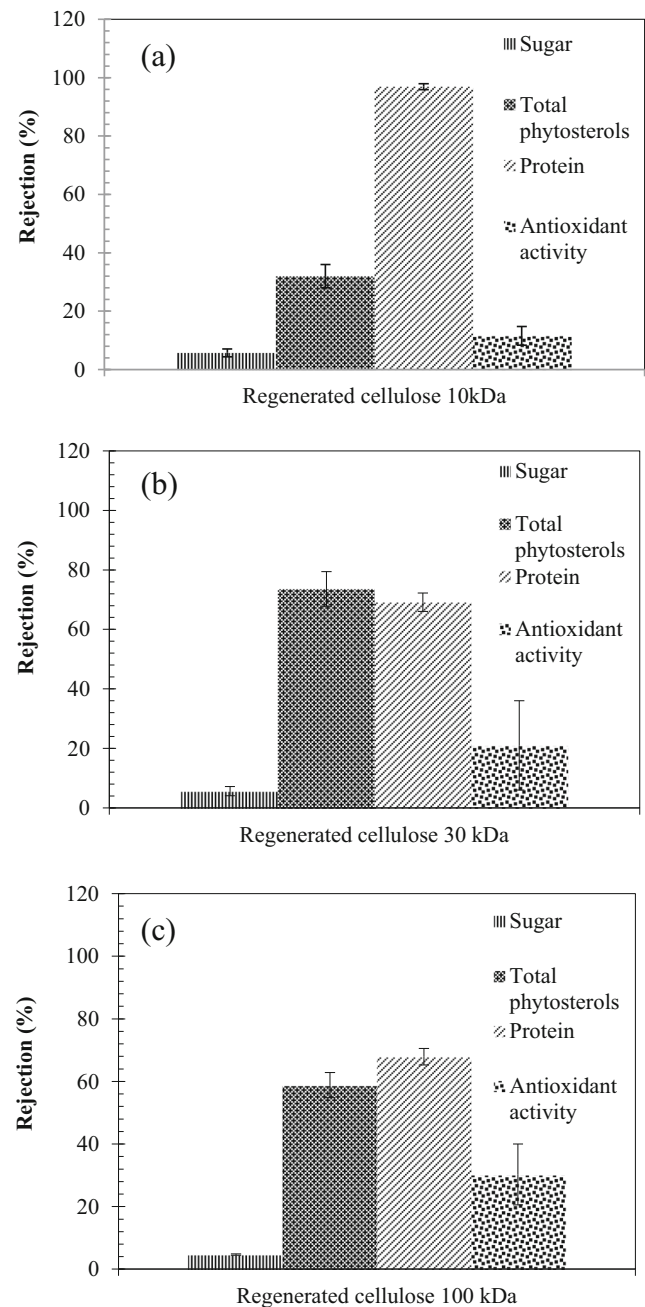 (a)
Rejection (%)
120
100
80
60
40
20
0
Sugar
Total
phytosterols
Protein
Antioxidant
activity
Regenerated cellulose 10kDa
(b)
Rejection (%)
120
100
80
60
40
20
0
Sugar
Total
phytosterols
Protein
Antioxidant
activity
Regenerated cellulose 30 kDa
(c)
Rejection (%)
120
100
80
60
40
20
0
Sugar
Total
phytosterols
Protein
Antioxidant
activity
Regenerated cellulose 100 kDa